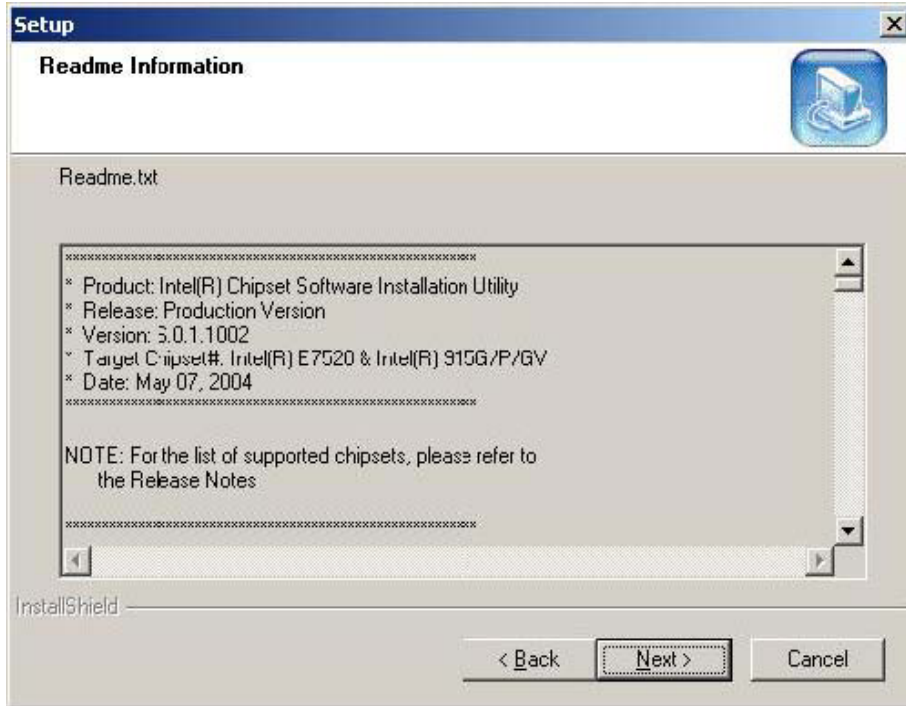 Setup
Readme Information
Readme.txt
* Product: Intel(R) Chipset Software Installation Utility
* Release: Production Version
* Version: 6.0.1.1002
* Target Chipset#: Intel(R) E7520 & Intel(R) 915G/P/GV
* Date: May 07, 2004
NOTE: For the list of supported chipsets, please refer to
the Release Notes
InstallShield
< Back
Next >
Cancel